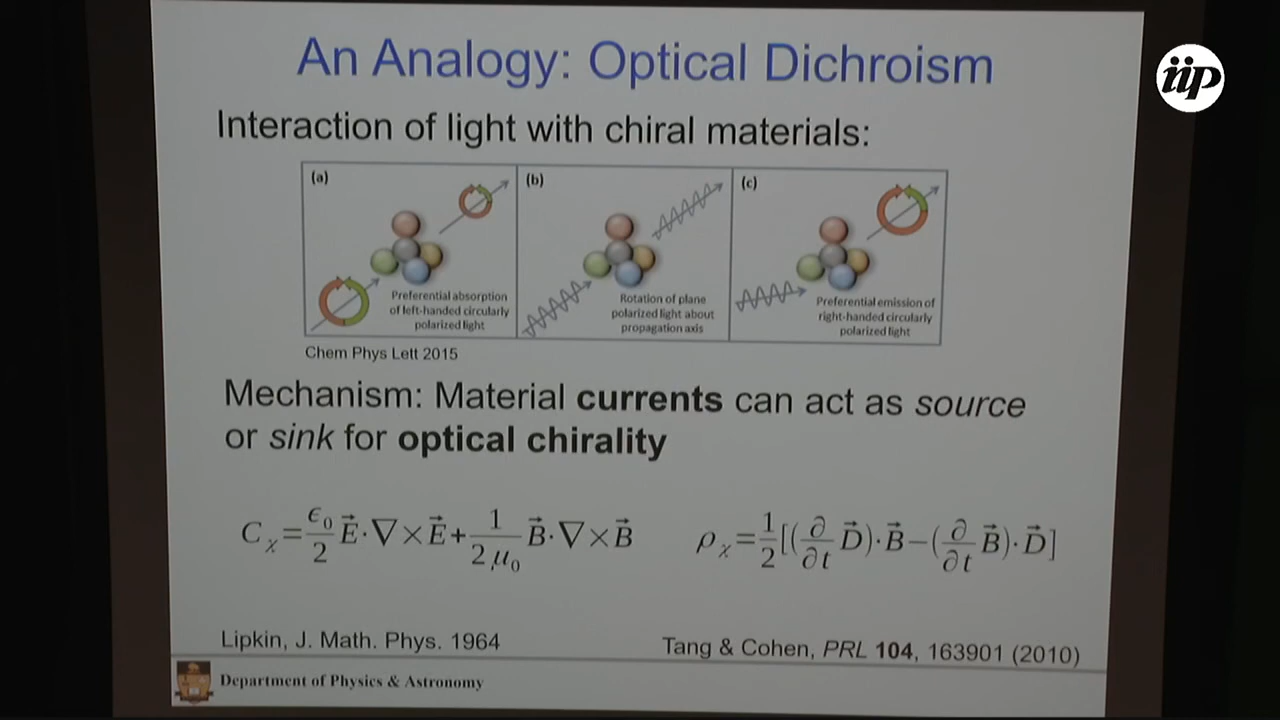 An Analogy: Optical Dichroism
iip
Interaction of light with chiral materials:
(a)
(b)
(c)
Preferential absorption
of left-handed circularly
polarized light
Rotation of plane
polarized light about
propagation axis
Preferential emission of
right-handed circularly
polarized light
Chem Phys Lett 2015
Mechanism: Material currents can act as source
or sink for optical chirality
C_χ = ϵ₀/2 E⃗·∇×E⃗ + 1/2μ₀ B⃗·∇×B⃗
ρ_χ = 1/2[(∂/∂t D⃗)·B⃗−(∂/∂t B⃗)·D⃗]
Lipkin, J. Math. Phys. 1964
Tang & Cohen, PRL 104, 163901 (2010)
Department of Physics & Astronomy